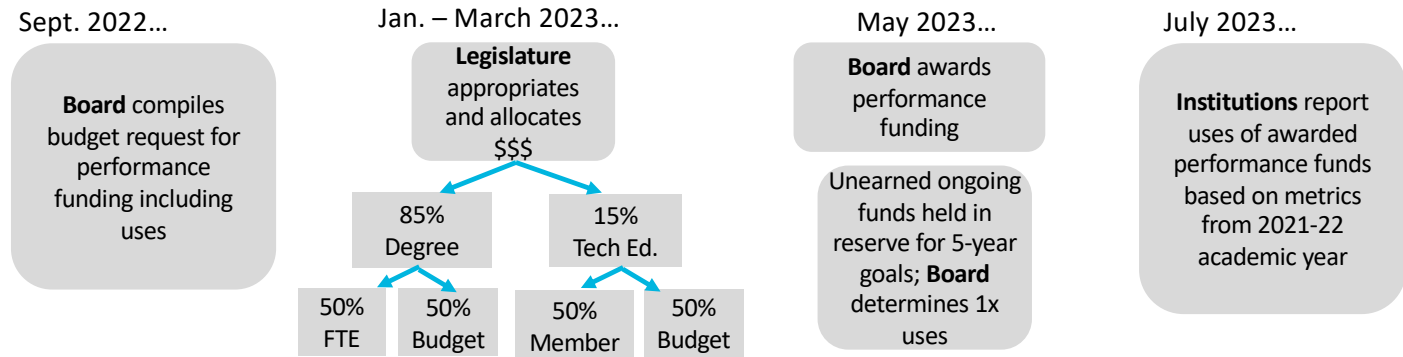 Sept. 2022…
Board compiles
budget request for
performance
funding including
uses
Jan. – March 2023…
Legislature
appropriates
and allocates
$$$
85%
Degree
15%
Tech Ed.
50%
FTE
50%
Budget
50%
Member
50%
Budget
May 2023…
Board awards
performance
funding
Unearned ongoing
funds held in
reserve for 5-year
goals; Board
determines 1x
uses
July 2023…
Institutions report
uses of awarded
performance funds
based on metrics
from 2021-22
academic year